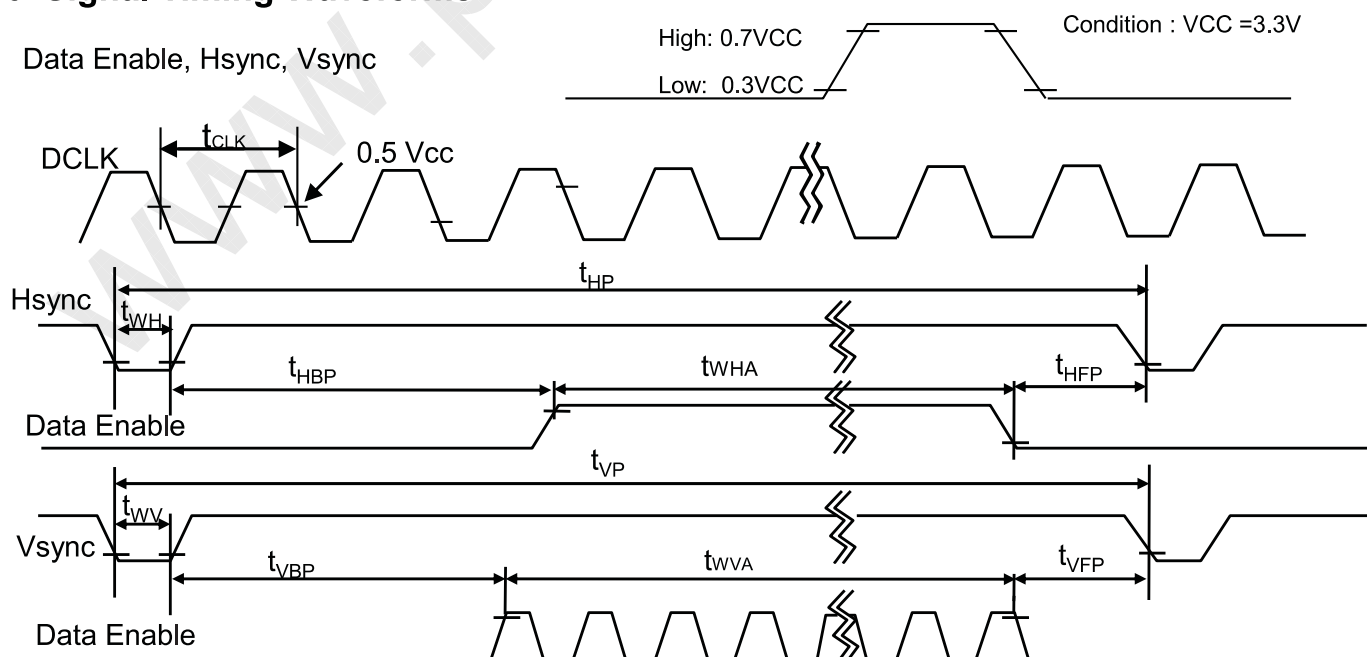 Signal Timing Waveforms
Data Enable, Hsync, Vsync
High: 0.7VCC
Low: 0.3VCC
Condition : VCC =3.3V
DCLK
tCLK
0.5 Vcc
tHP
Hsync
tWH
tHBP
tWHA
tHFP
Data Enable
tVP
tWV
Vsync
tVBP
tWVA
tVFP
Data Enable
www.p